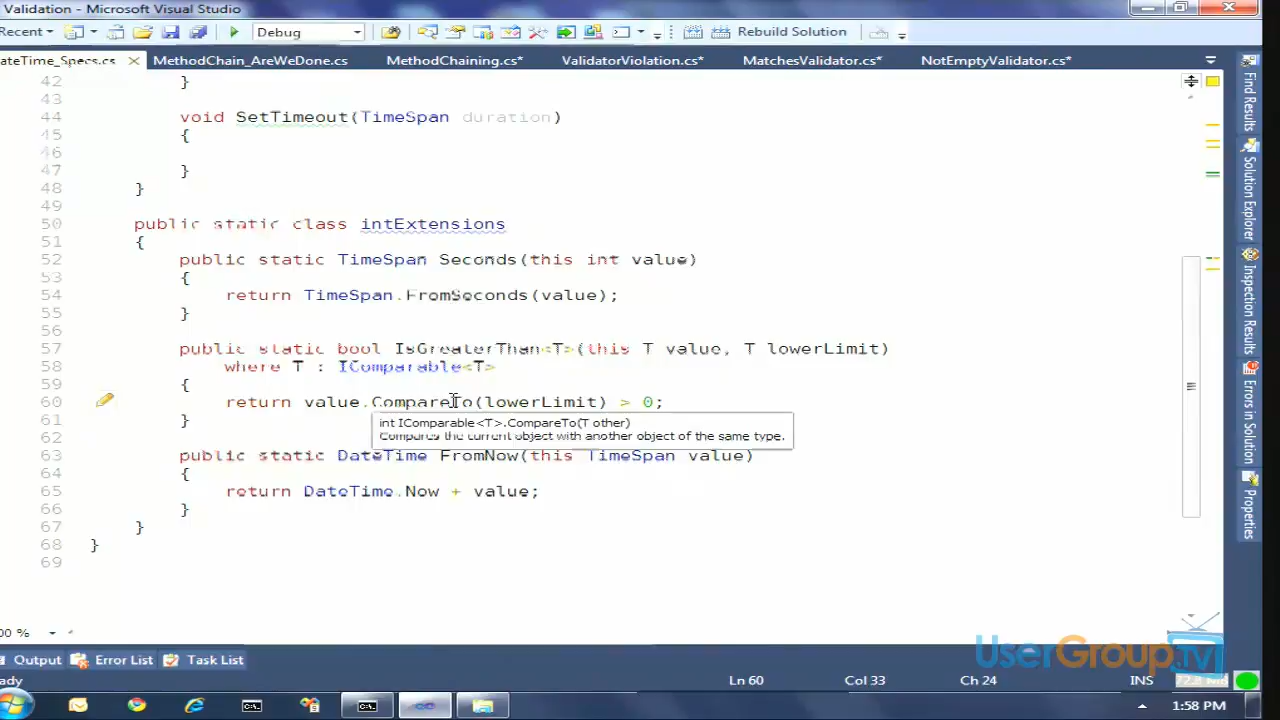 Validation - Microsoft Visual Studio
Recent Debug Rebuild Solution
ateTime_Specs.cs MethodChain_AreWeDone.cs MethodChaining.cs* ValidatorViolation.cs* MatchesValidator.cs* NotEmptyValidator.cs*
42 }
43
44 void SetTimeout(TimeSpan duration)
45 {
46
47 }
48 }
49
50 public static class intExtensions
51 {
52 public static TimeSpan Seconds(this int value)
53 {
54 return TimeSpan.FromSeconds(value);
55 }
56
57 public static bool IsGreaterThan<T>(this T value, T lowerLimit)
58 where T : IComparable<T>
59 {
60 return value.CompareTo(lowerLimit) > 0;
61 }
int IComparable<T>.CompareTo(T other)
Compares the current object with another object of the same type.
62
63 public static DateTime FromNow(this TimeSpan value)
64 {
65 return DateTime.Now + value;
66 }
67 }
68 }
69
Find Results
Solution Explorer
Inspection Results
Errors in Solution
Properties
00 %
Output Error List Task List
UserGroup.tv
ady Ln 60 Col 33 Ch 24 INS
1:58 PM